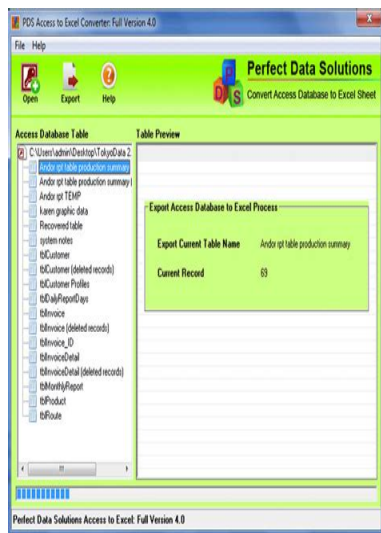 PDS Access to Excel Converter: Full Version 4.0
File Help
Open Export Help
P
D
S
Perfect Data Solutions
Convert Access Database to Excel Sheet
Access Database Table
Table Preview
C:\Users\admin\Desktop\TokyoData 2
Andor rpt table production summary
Andor rpt table production summary (
Andor rpt TEMP
karen graphic data
Recovered table
system notes
tblCustomer
tblCustomer (deleted records)
tblCustomer Profiles
tblDailyReportDays
tblInvoice
tblInvoice (deleted records)
tblInvoice_ID
tblInvoiceDetail
tblInvoiceDetail (deleted records)
tblMonthlyReport
tblProduct
tblRoute
Export Access Database to Excel Process
Export Current Table Name Andor rpt table production summary
Current Record 69
Perfect Data Solutions Access to Excel: Full Version 4.0